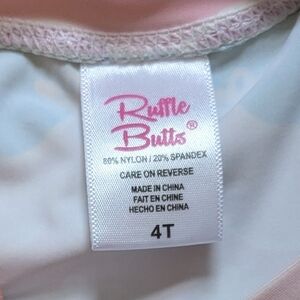 Ruffle
Butts®
80% NYLON / 20% SPANDEX
CARE ON REVERSE
MADE IN CHINA
FAIT EN CHINE
HECHO EN CHINA
4T